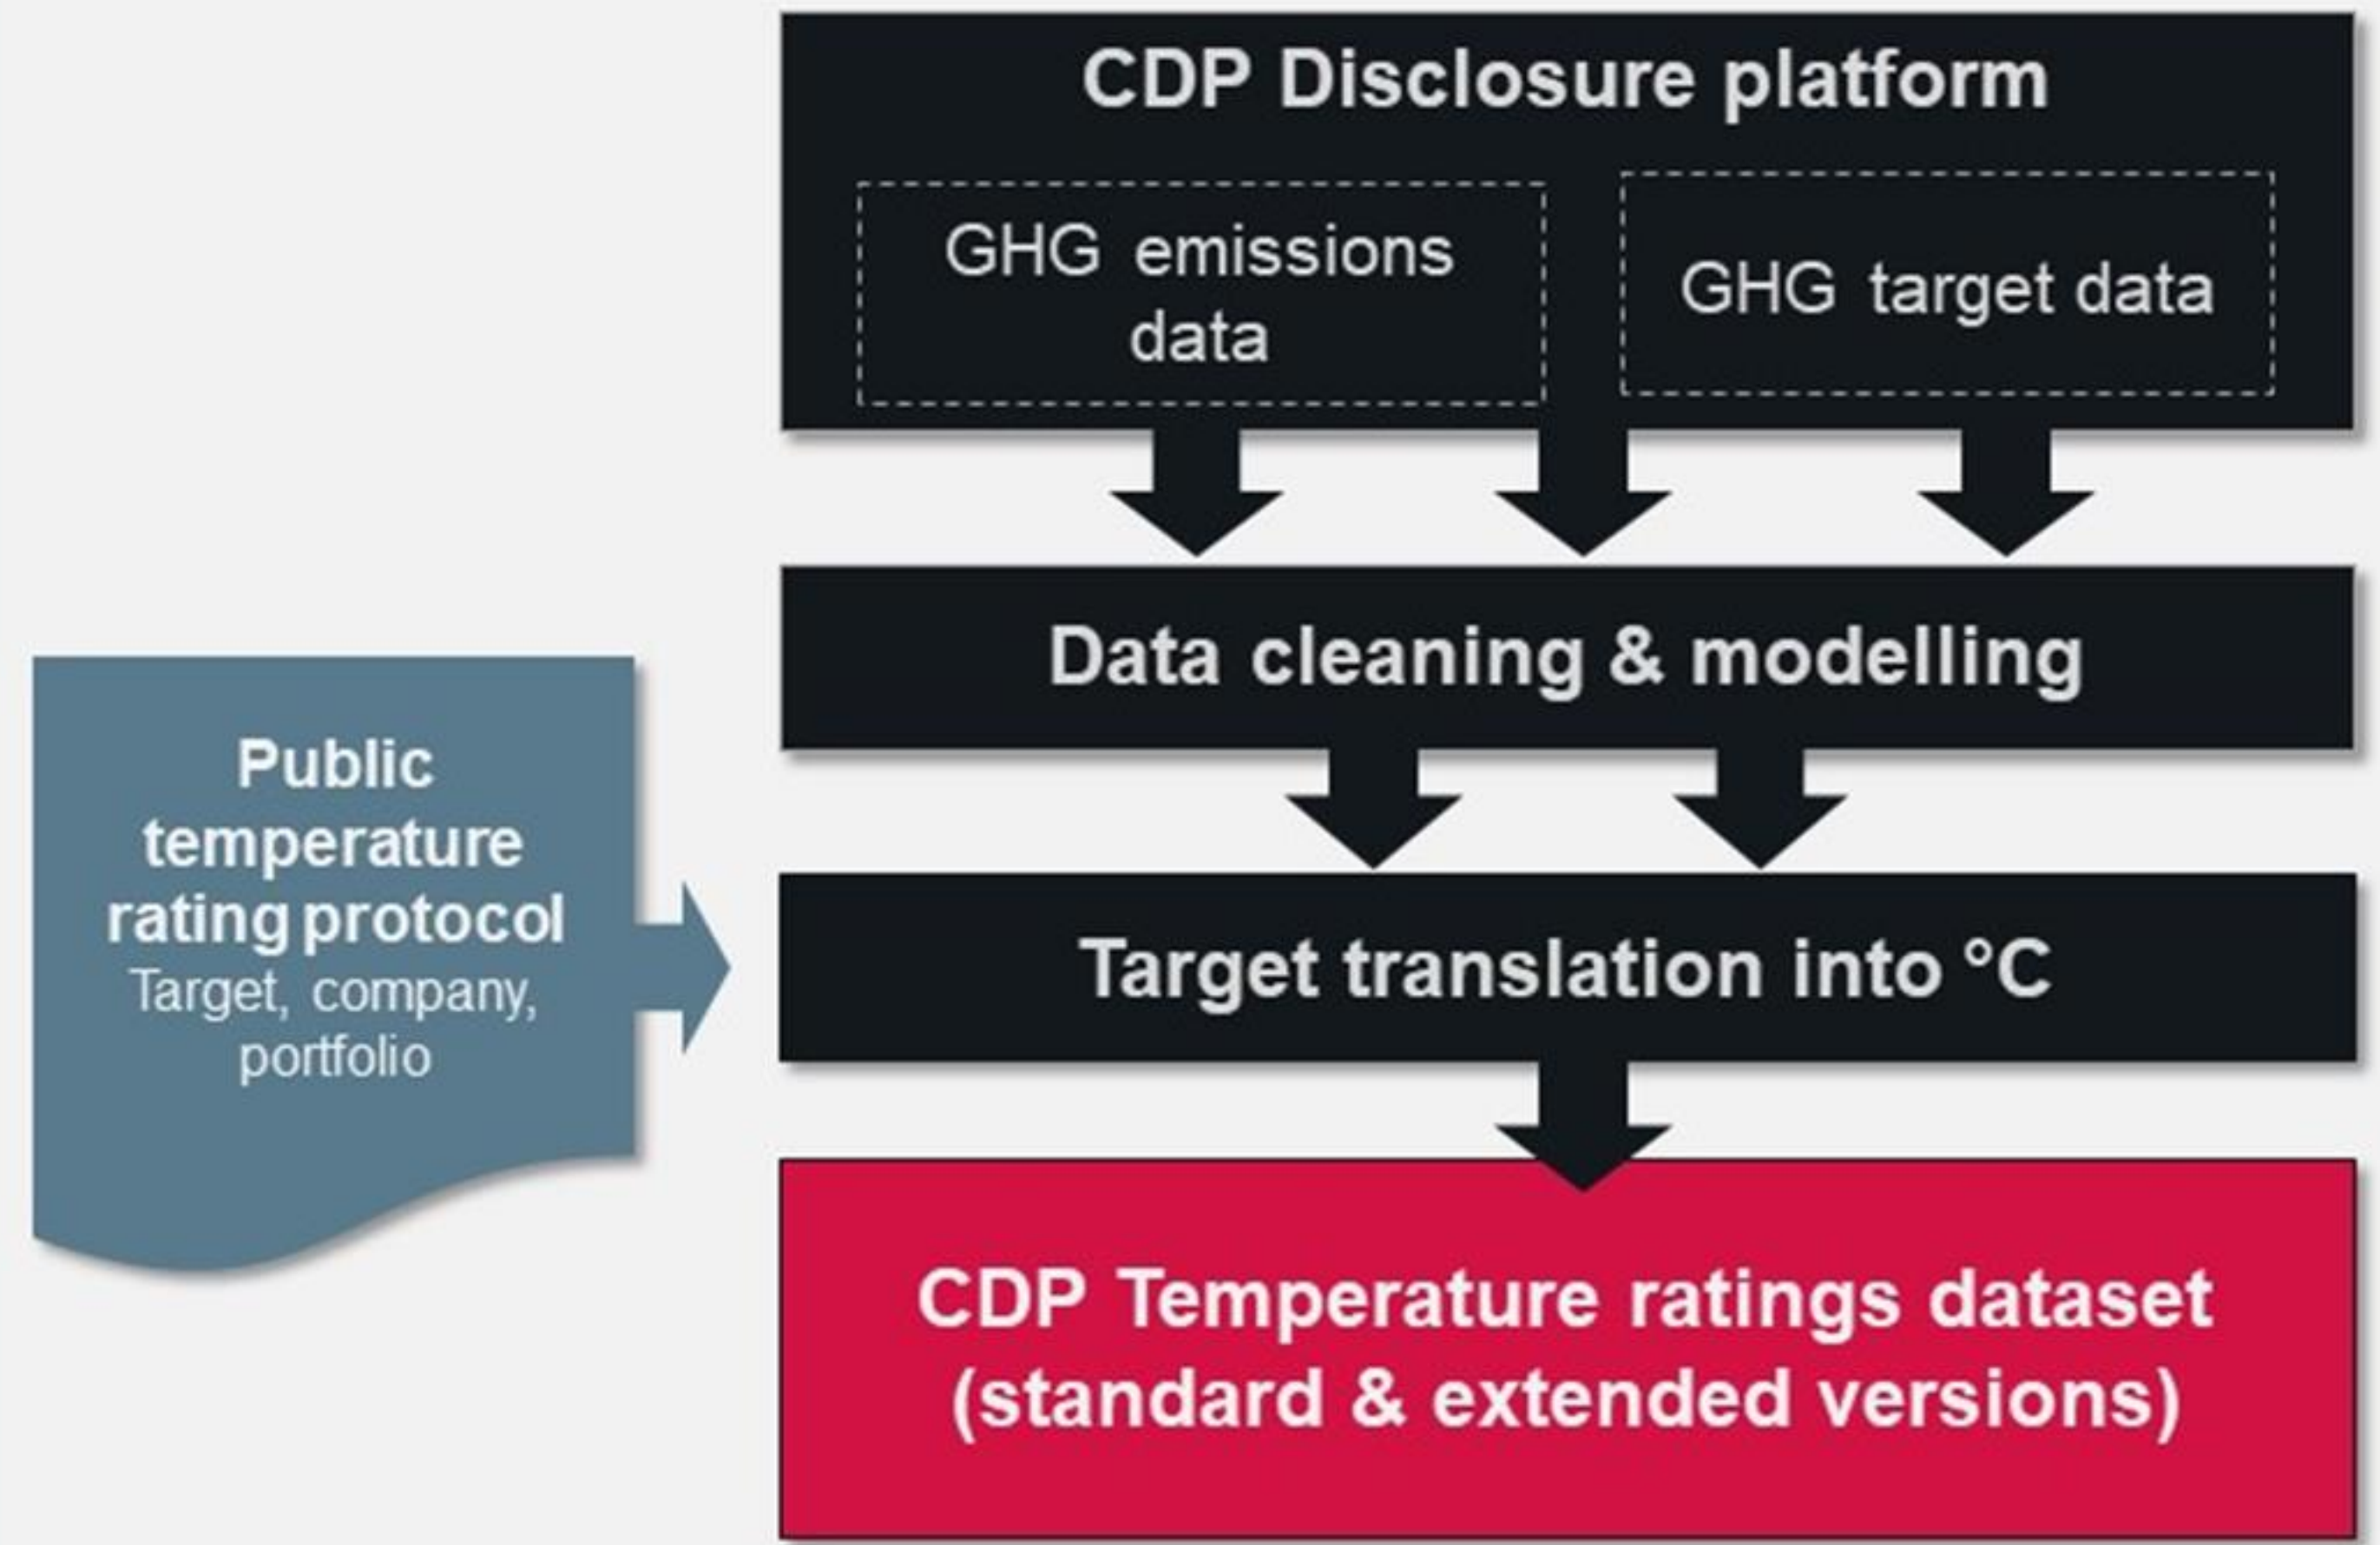 CDP Disclosure platform
GHG emissions
data
GHG target data
Data cleaning & modelling
Public
temperature
rating protocol
Target, company,
portfolio
Target translation into °C
CDP Temperature ratings dataset
(standard & extended versions)